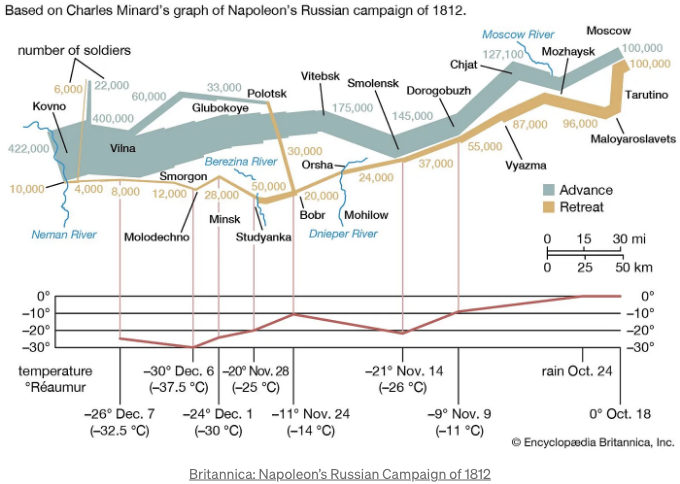 Based on Charles Minard's graph of Napoleon's Russian campaign of 1812.
number of soldiers
6,000
22,000
Kovno
422,000
400,000
60,000
33,000
Glubokoye
Polotsk
Vitebsk
175,000
Smolensk
145,000
Dorogobuzh
Chjat
127,100
Moscow River
Mozhaysk
Moscow
100,000
100,000
Tarutino
Maloyaroslavets
96,000
87,000
Vyazma
55,000
37,000
24,000
Orsha
30,000
20,000
Bobr
Mohilow
Dnieper River
50,000
Berezina River
Studyanka
28,000
Minsk
Smorgon
12,000
Molodechno
Vilna
8,000
4,000
10,000
Neman River
Advance
Retreat
0 15 30 mi
0 25 50 km
0° 0°
–10° –10°
–20° –20°
–30° –30°
temperature
°Réaumur
–30° Dec. 6
(–37.5 °C)
–20° Nov. 28
(–25 °C)
–21° Nov. 14
(–26 °C)
rain Oct. 24
–26° Dec. 7
(–32.5 °C)
–24° Dec. 1
(–30 °C)
–11° Nov. 24
(–14 °C)
–9° Nov. 9
(–11 °C)
0° Oct. 18
© Encyclopædia Britannica, Inc.
Britannica: Napoleon's Russian Campaign of 1812